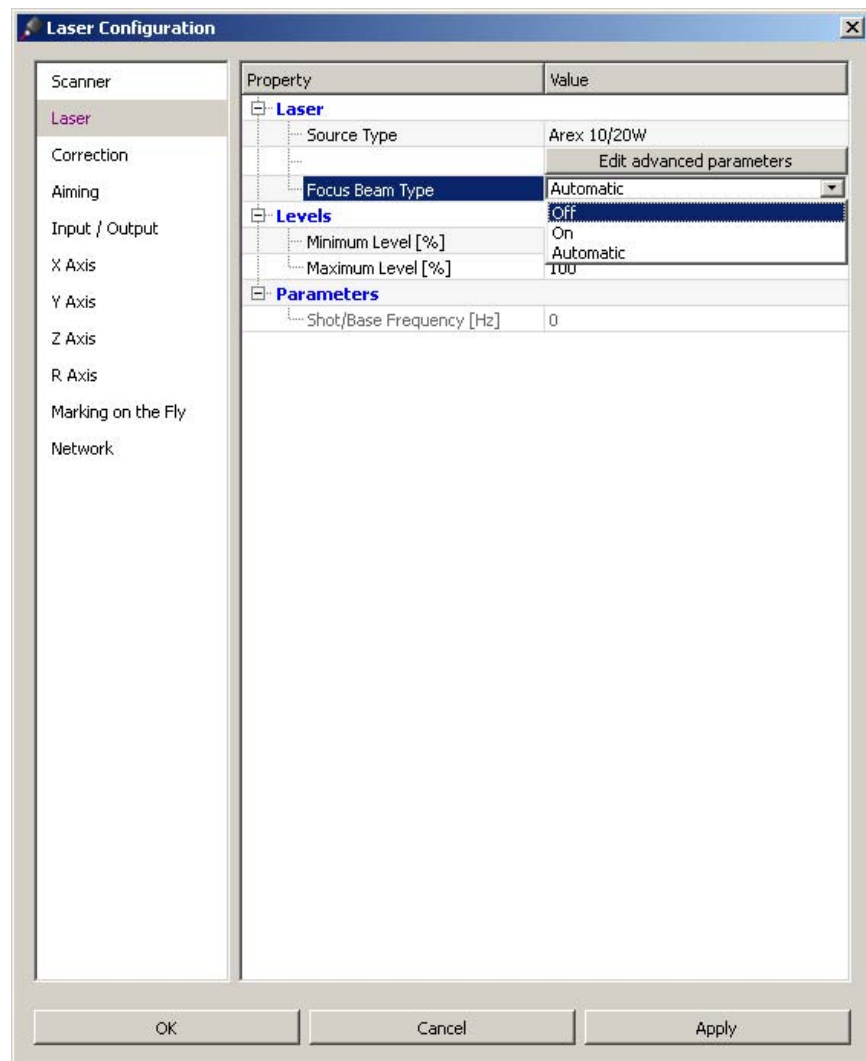 Laser Configuration
Scanner
Laser
Correction
Aiming
Input / Output
X Axis
Y Axis
Z Axis
R Axis
Marking on the Fly
Network
Property Value
Laser
Source Type Arex 10/20W
Edit advanced parameters
Focus Beam Type Automatic
Off
On
Automatic
Levels
Minimum Level [%]
Maximum Level [%] 100
Parameters
Shot/Base Frequency [Hz] 0
OK Cancel Apply